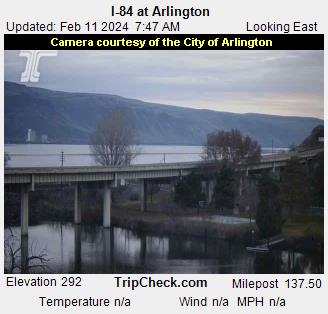 I-84 at Arlington
Updated: Feb 11 2024 7:47 AM Looking East
Camera courtesy of the City of Arlington
Elevation 292 TripCheck.com Milepost 137.50
Temperature n/a Wind n/a MPH n/a